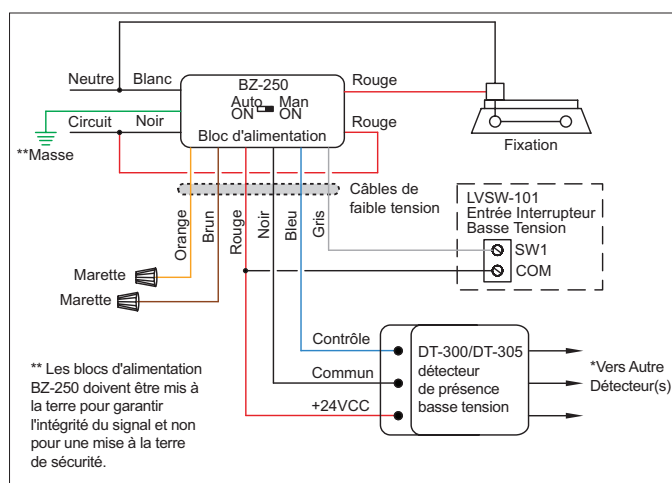 Neutre
Blanc
BZ-250
Auto
ON
Man
ON
Bloc d'alimentation
Rouge
Rouge
Circuit
Noir
**Masse
Fixation
Câbles de
faible tension
Orange
Brun
Rouge
Noir
Bleu
Gris
LVSW-101
Entrée Interrupteur
Basse Tension
SW1
COM
Marette
Marette
Contrôle
Commun
+24VCC
DT-300/DT-305
détecteur
de présence
basse tension
*Vers Autre
Détecteur(s)
** Les blocs d'alimentation
BZ-250 doivent être mis à
la terre pour garantir
l'intégrité du signal et non
pour une mise à la terre
de sécurité.